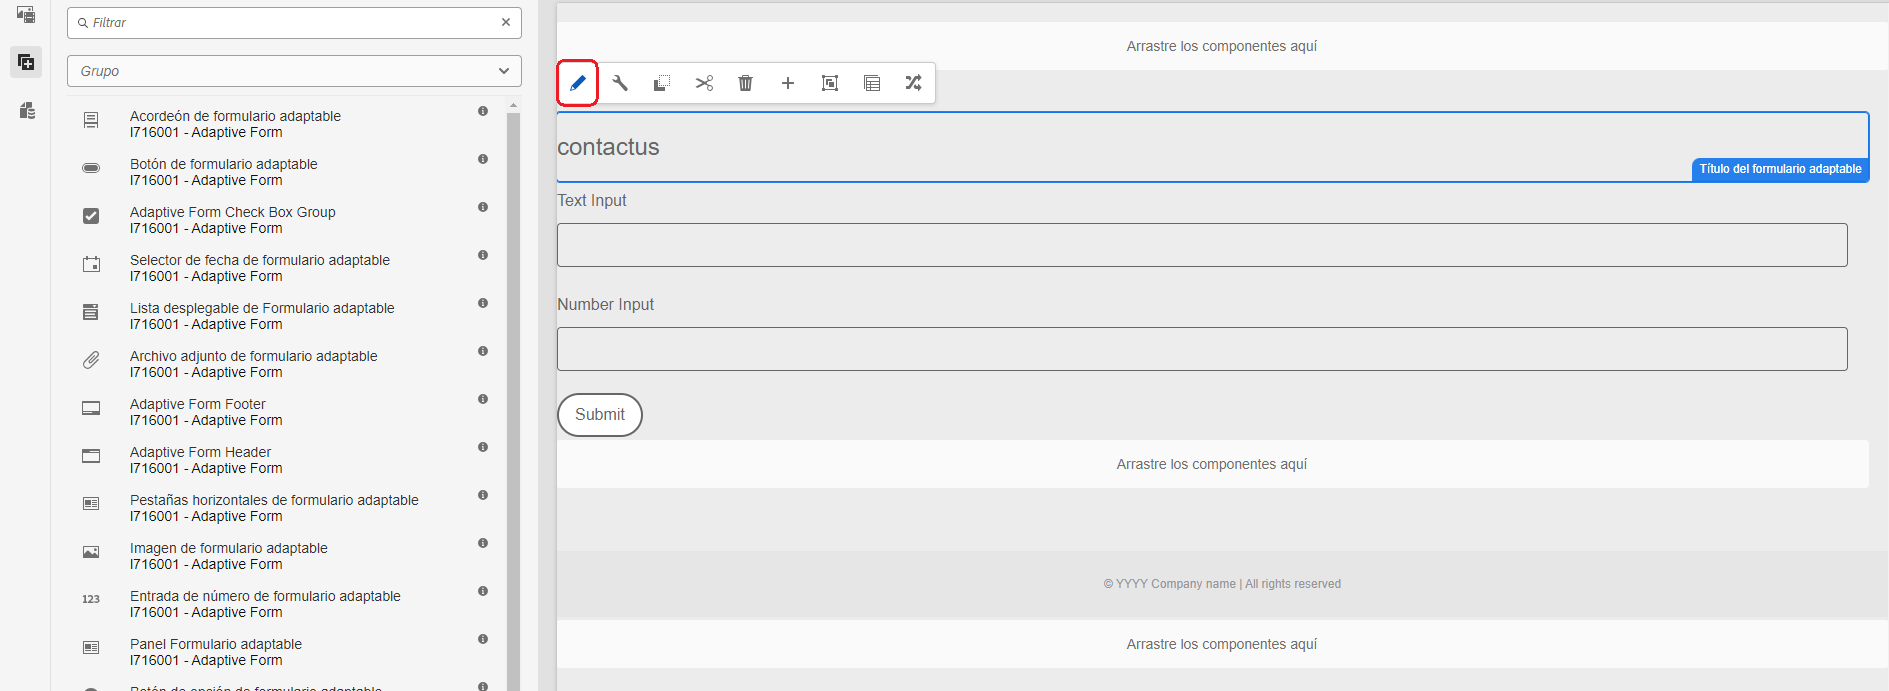 Filtrar
Grupo
Acordeón de formulario adaptable
I716001 - Adaptive Form
Botón de formulario adaptable
I716001 - Adaptive Form
Adaptive Form Check Box Group
I716001 - Adaptive Form
Selector de fecha de formulario adaptable
I716001 - Adaptive Form
Lista desplegable de Formulario adaptable
I716001 - Adaptive Form
Archivo adjunto de formulario adaptable
I716001 - Adaptive Form
Adaptive Form Footer
I716001 - Adaptive Form
Adaptive Form Header
I716001 - Adaptive Form
Pestañas horizontales de formulario adaptable
I716001 - Adaptive Form
Imagen de formulario adaptable
I716001 - Adaptive Form
123
Entrada de número de formulario adaptable
I716001 - Adaptive Form
Panel Formulario adaptable
I716001 - Adaptive Form
Botón de opción de formulario adaptable
Arrastre los componentes aquí
contactus
Título del formulario adaptable
Text Input
Number Input
Submit
Arrastre los componentes aquí
© YYYY Company name | All rights reserved
Arrastre los componentes aquí